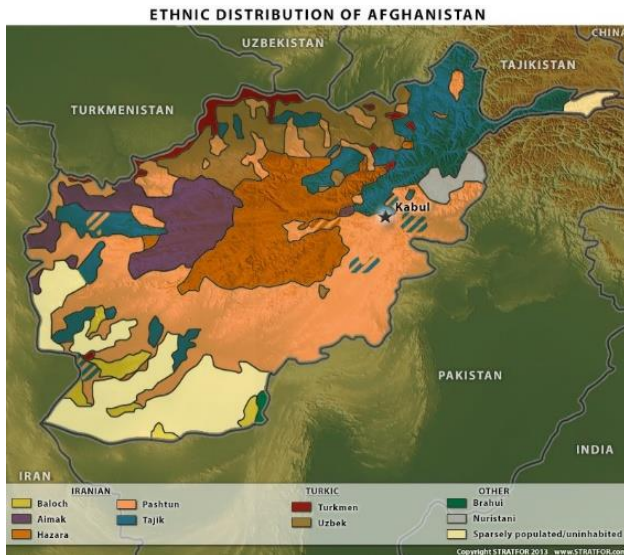 ETHNIC DISTRIBUTION OF AFGHANISTAN
CHINA
UZBEKISTAN
TAJIKISTAN
TURKMENISTAN
Kabul
PAKISTAN
INDIA
IRAN
IRANIAN
Baloch
Aimak
Hazara
Pashtun
Tajik
TURKIC
Turkmen
Uzbek
OTHER
Brahui
Nuristani
Sparsely populated/uninhabited
Copyright STRATFOR 2013 www.STRATFOR.com